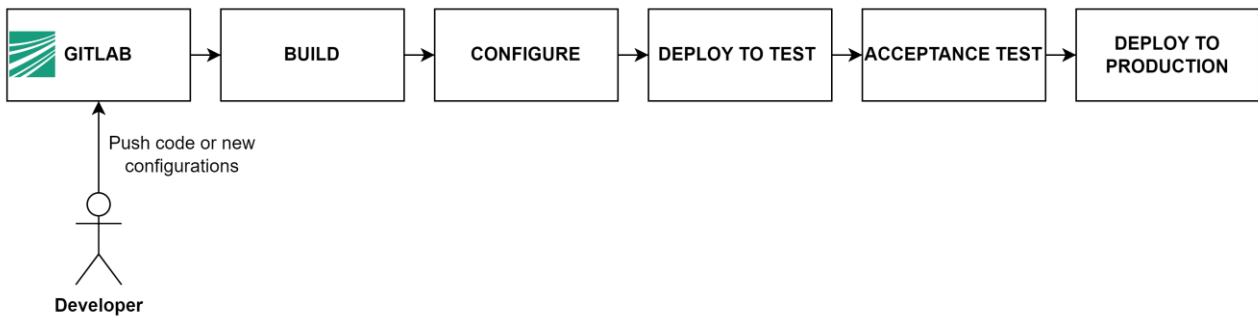 GITLAB
BUILD
CONFIGURE
DEPLOY TO TEST
ACCEPTANCE TEST
DEPLOY TO
PRODUCTION
Push code or new
configurations
Developer